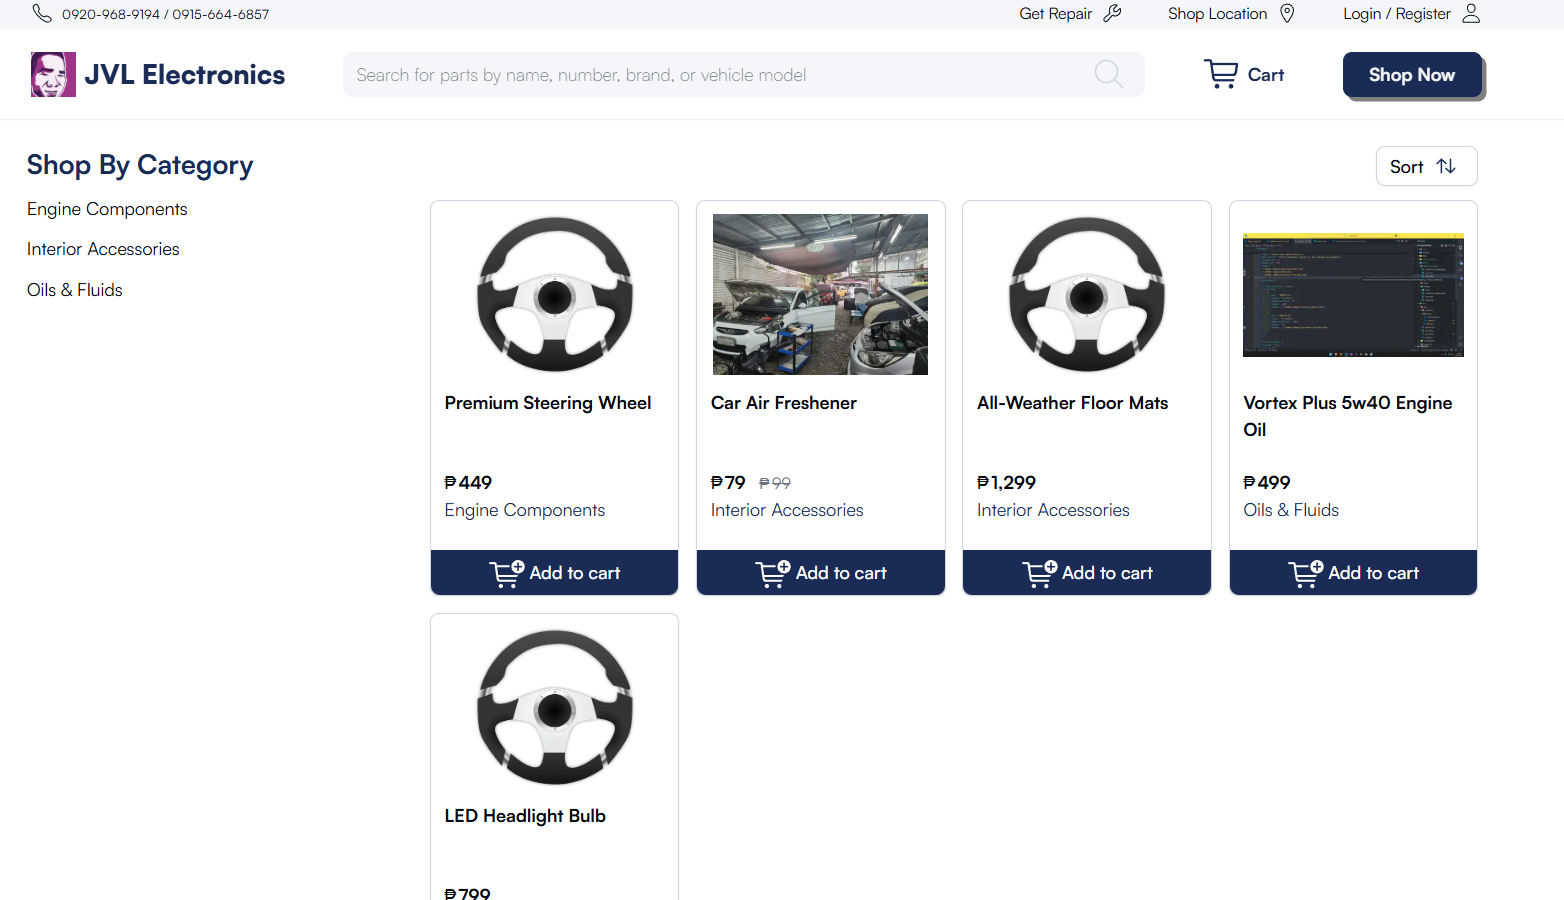 0920-968-9194 / 0915-664-6857
Get Repair
Shop Location
Login / Register
JVL Electronics
Search for parts by name, number, brand, or vehicle model
Cart
Shop Now
Shop By Category
Engine Components
Interior Accessories
Oils & Fluids
Sort
Premium Steering Wheel
₱449
Engine Components
Add to cart
Car Air Freshener
₱79 ₱99
Interior Accessories
Add to cart
All-Weather Floor Mats
₱1,299
Interior Accessories
Add to cart
Vortex Plus 5w40 Engine
Oil
₱499
Oils & Fluids
Add to cart
LED Headlight Bulb
₱799